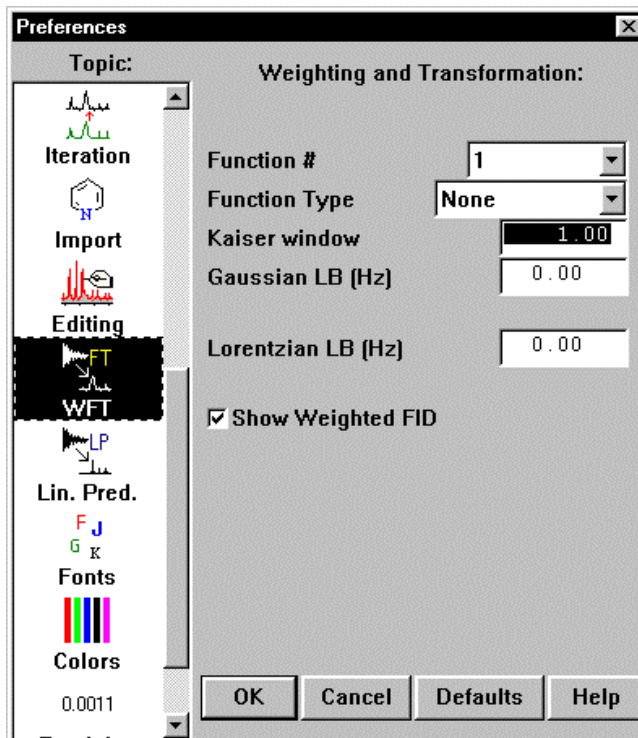 Preferences
Topic:
Iteration
N
Import
Editing
FT
WFT
LP
Lin. Pred.
F J
G K
Fonts
Colors
0.0011
Weighting and Transformation:
Function # 1
Function Type None
Kaiser window 1.00
Gaussian LB (Hz) 0.00
Lorentzian LB (Hz) 0.00
Show Weighted FID
OK Cancel Defaults Help